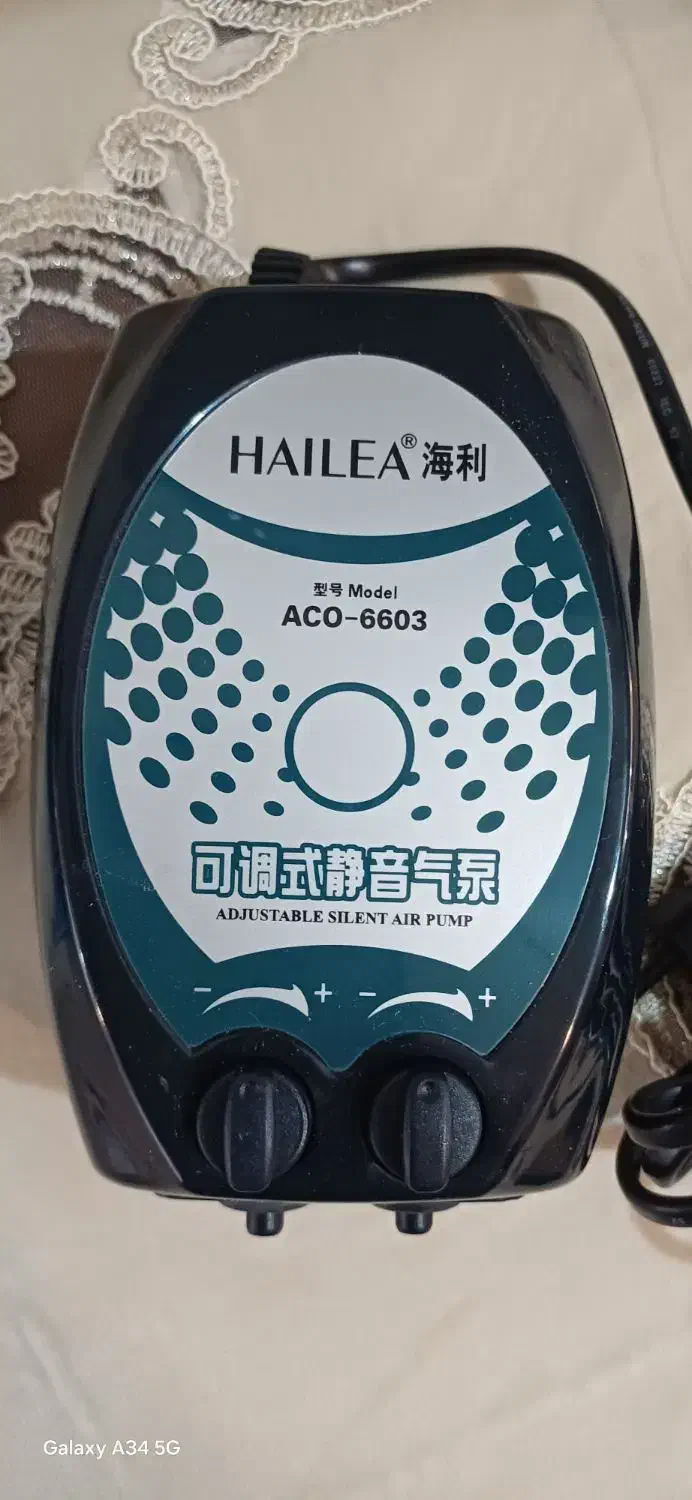 HAILEA® 海利
型号 Model
ACO-6603
可调式静音气泵
ADJUSTABLE SILENT AIR PUMP
− + − +
Galaxy A34 5G